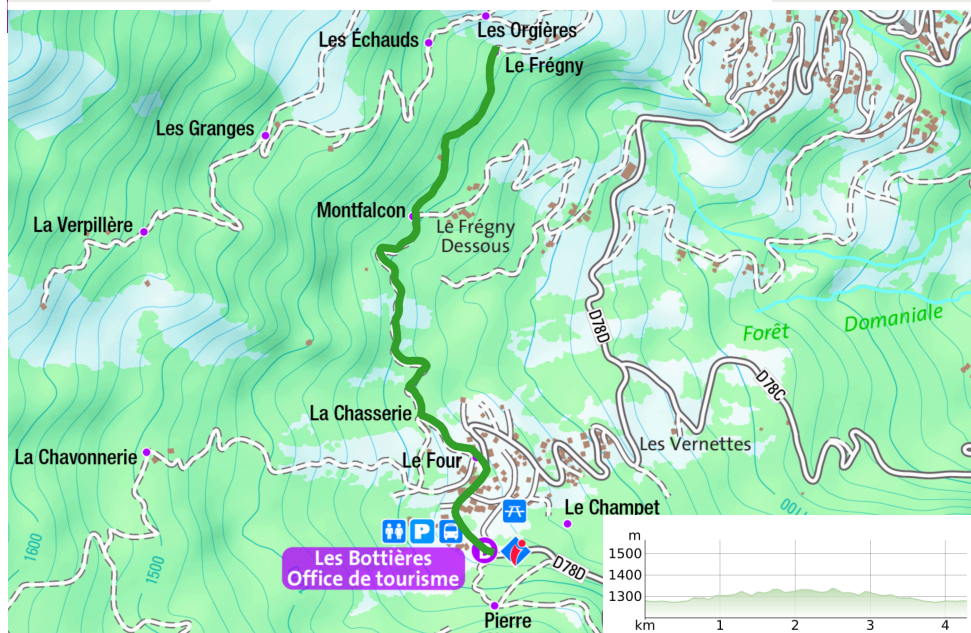 Les Orgières
Les Échauds
Le Frégny
Les Granges
Montfalcon
La Verpillère
Le Frégny
Dessous
D78D
Forêt
Domaniale
D78C
La Chasserie
Les Vernettes
La Chavonnerie
Le Four
Le Champet
1100
1600
1500
P
Les Bottières
Office de tourisme
D78D
Pierre
m
1500
1400
1300
km
1
2
3
4